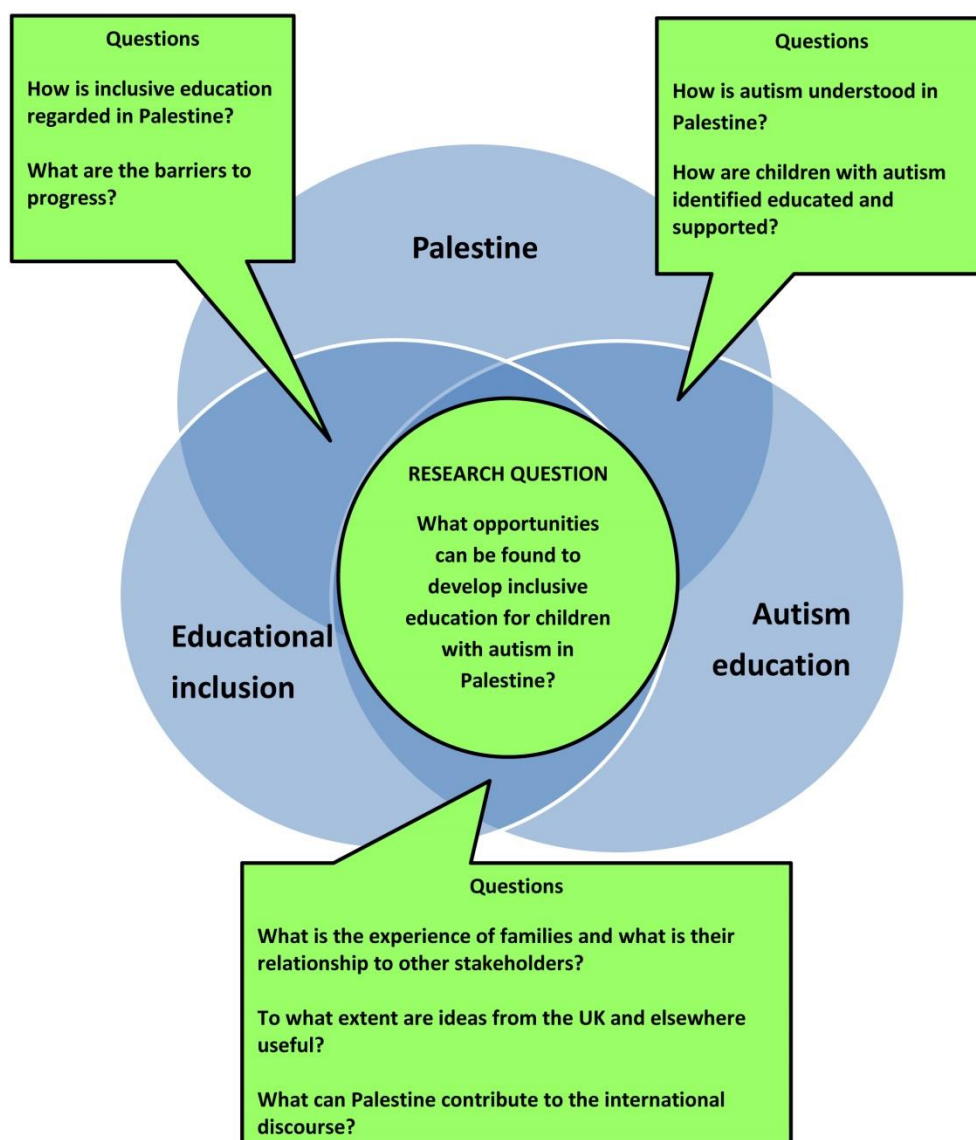 Questions
How is inclusive education
regarded in Palestine?
What are the barriers to
progress?
Questions
How is autism understood in
Palestine?
How are children with autism
identified educated and
supported?
Palestine
RESEARCH QUESTION
What opportunities
can be found to
develop inclusive
education for children
with autism in
Palestine?
Educational
inclusion
Autism
education
Questions
What is the experience of families and what is their
relationship to other stakeholders?
To what extent are ideas from the UK and elsewhere
useful?
What can Palestine contribute to the international
discourse?